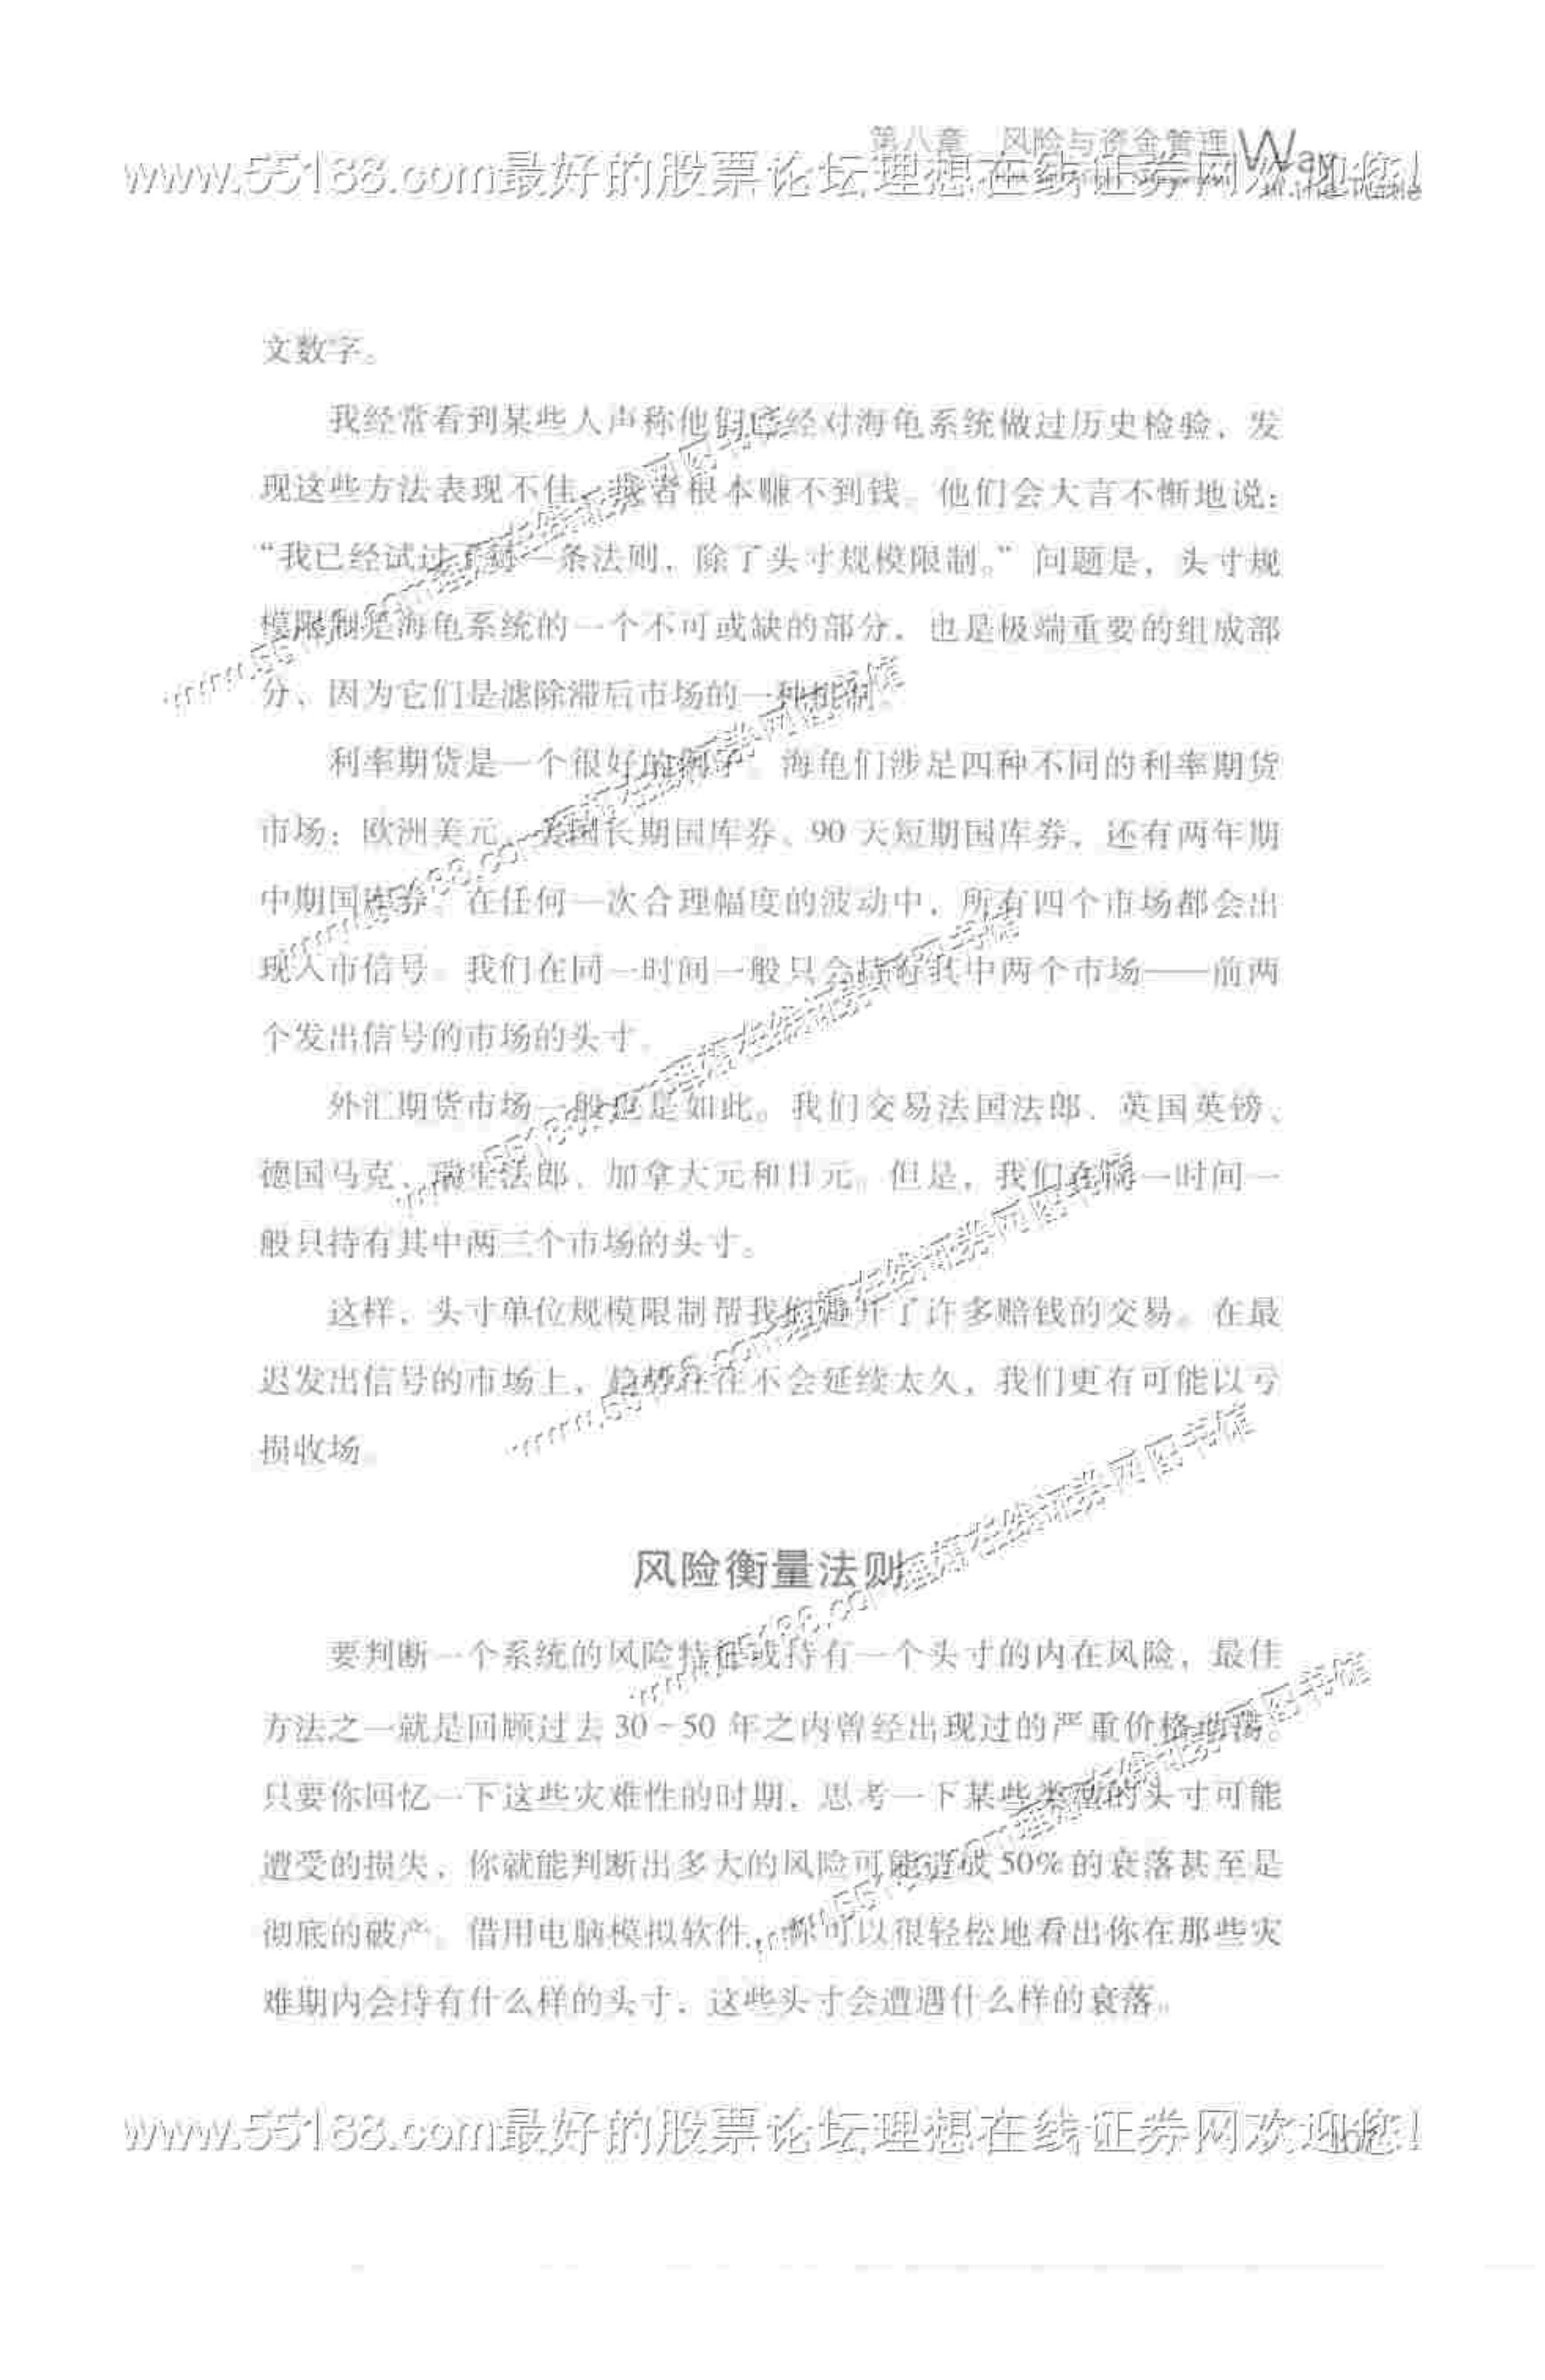 第八章 风险与资金管理 Way
www.55188.com最好的股票论坛理想在线证券网欢迎您!
文数字。
我经常看到某些人声称他们已经对海龟系统做过历史检验，发
现这些方法表现不佳，或者根本赚不到钱。他们会大言不惭地说：
“我已经试过了每一条法则，除了头寸规模限制。”问题是，头寸规
模限制是海龟系统的一个不可或缺的部分，也是极端重要的组成部
分，因为它们是滤除滞后市场的一种机制。
利率期货是一个很好的例子。海龟们涉足四种不同的利率期货
市场：欧洲美元、美国长期国库券、90 天短期国库券，还有两年期
中期国库券。在任何一次合理幅度的波动中，所有四个市场都会出
现入市信号。我们在同一时间一般只会持有其中两个市场——前两
个发出信号的市场的头寸。
外汇期货市场一般也是如此。我们交易法国法郎、英国英镑、
德国马克、瑞士法郎、加拿大元和日元。但是，我们在同一时间一
般只持有其中两三个市场的头寸。
这样，头寸单位规模限制帮我们避开了许多赔钱的交易。在最
迟发出信号的市场上，趋势往往不会延续太久，我们更有可能以亏
损收场。
风险衡量法则
要判断一个系统的风险特征或持有一个头寸的内在风险，最佳
方法之一就是回顾过去 30－50 年之内曾经出现过的严重价格动荡。
只要你回忆一下这些灾难性的时期，思考一下某些类型的头寸可能
遭受的损失，你就能判断出多大的风险可能造成 50% 的衰落甚至是
彻底的破产。借用电脑模拟软件，你可以很轻松地看出你在那些灾
难期内会持有什么样的头寸，这些头寸会遭遇什么样的衰落。
www.55188.com最好的股票论坛理想在线证券网欢迎您!